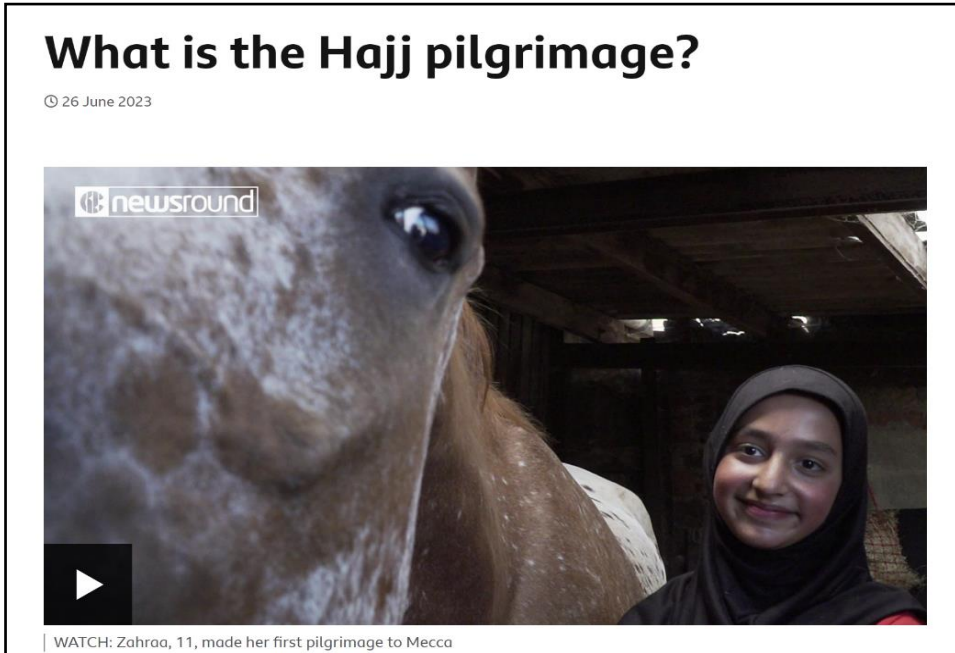 What is the Hajj pilgrimage?
26 June 2023
newsround
WATCH: Zahraa, 11, made her first pilgrimage to Mecca